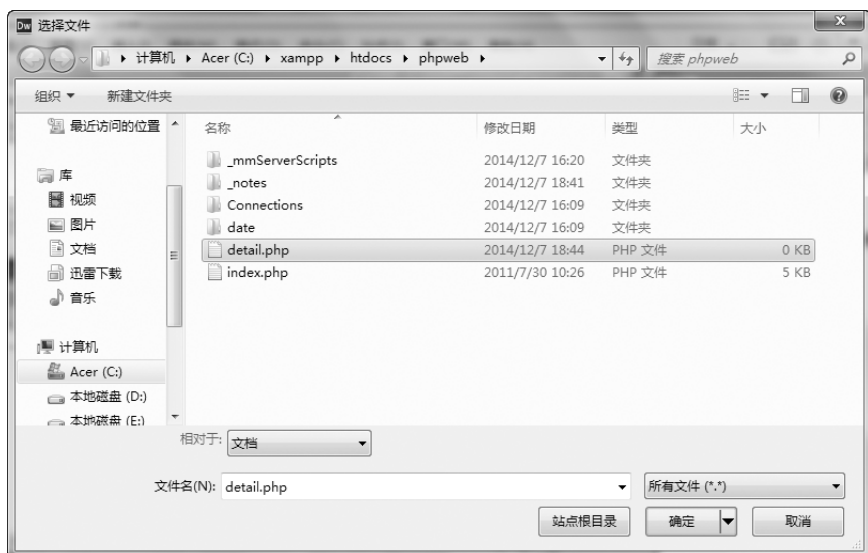 Dw 选择文件
计算机 Acer (C:) xampp htdocs phpweb 搜索 phpweb
组织 新建文件夹
最近访问的位置
库
视频
图片
文档
迅雷下载
音乐
计算机
Acer (C:)
本地磁盘 (D:)
本地磁盘 (E:)
名称 修改日期 类型 大小
_mmServerScripts 2014/12/7 16:20 文件夹
_notes 2014/12/7 18:41 文件夹
Connections 2014/12/7 16:09 文件夹
date 2014/12/7 16:09 文件夹
detail.php 2014/12/7 18:44 PHP 文件 0 KB
index.php 2011/7/30 10:26 PHP 文件 5 KB
相对于: 文档
文件名(N): detail.php 所有文件 (*.*)
站点根目录 确定 取消